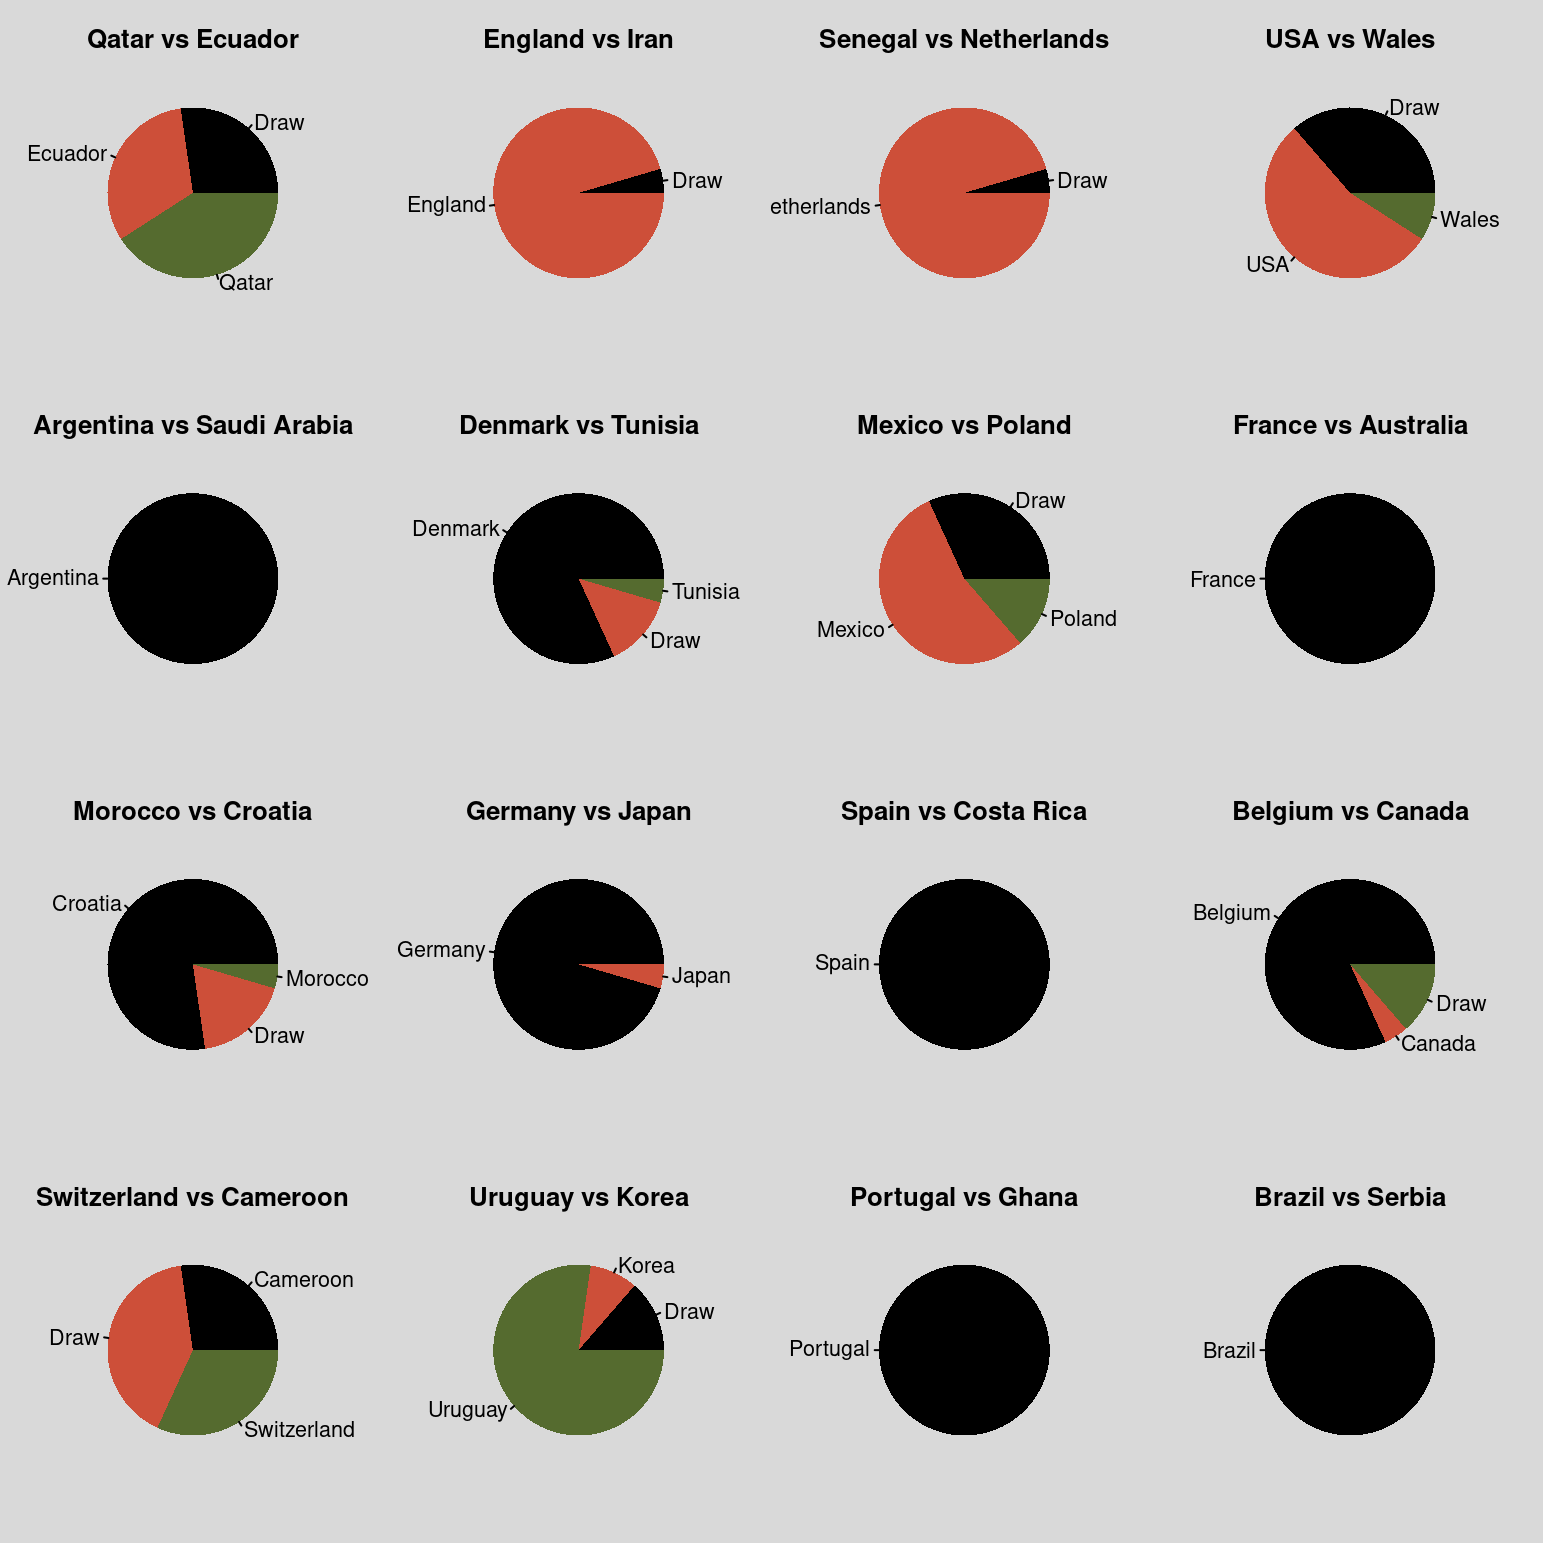 Qatar vs Ecuador
Draw
Ecuador
Qatar
England vs Iran
Draw
England
Senegal vs Netherlands
Draw
etherlands
USA vs Wales
Draw
USA
Wales
Argentina vs Saudi Arabia
Argentina
Denmark vs Tunisia
Denmark
Draw
Tunisia
Mexico vs Poland
Draw
Mexico
Poland
France vs Australia
France
Morocco vs Croatia
Croatia
Draw
Morocco
Germany vs Japan
Germany
Japan
Spain vs Costa Rica
Spain
Belgium vs Canada
Belgium
Canada
Draw
Switzerland vs Cameroon
Cameroon
Draw
Switzerland
Uruguay vs Korea
Draw
Korea
Uruguay
Portugal vs Ghana
Portugal
Brazil vs Serbia
Brazil